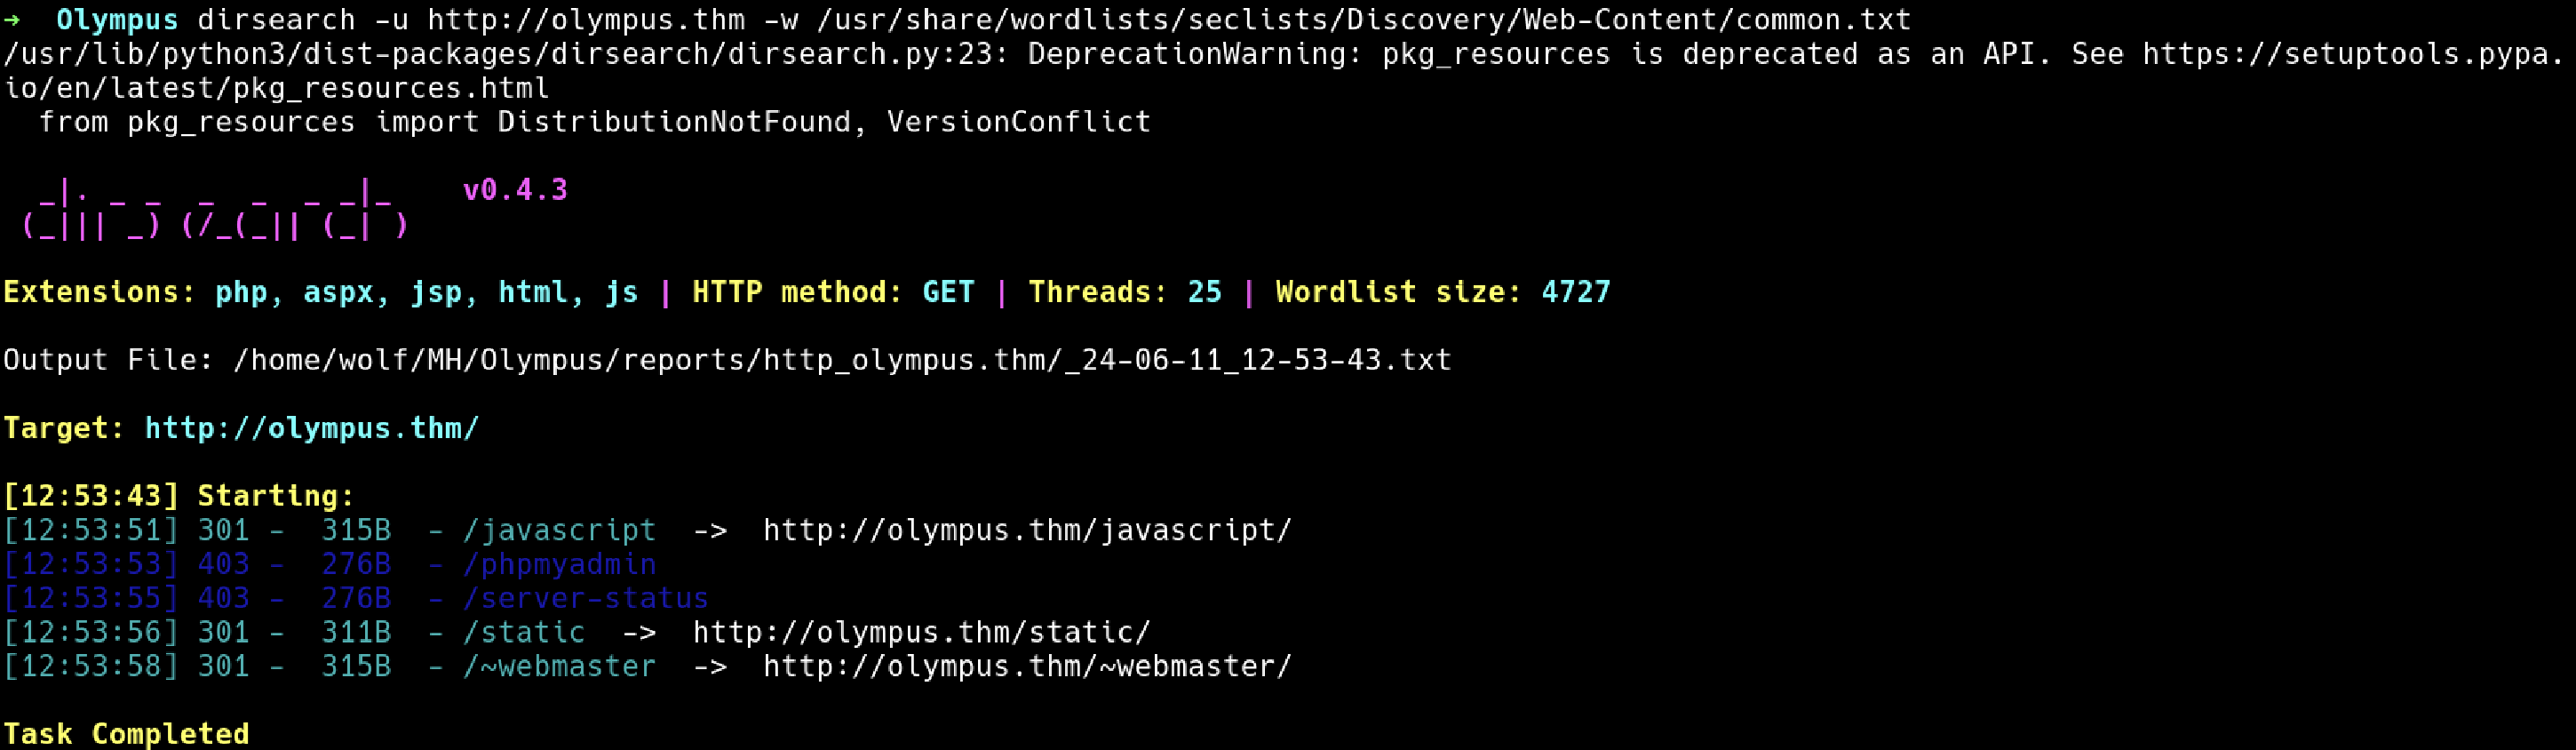 →  Olympus dirsearch -u http://olympus.thm -w /usr/share/wordlists/seclists/Discovery/Web-Content/common.txt
/usr/lib/python3/dist-packages/dirsearch/dirsearch.py:23: DeprecationWarning: pkg_resources is deprecated as an API. See https://setuptools.pypa.
io/en/latest/pkg_resources.html
  from pkg_resources import DistributionNotFound, VersionConflict

  _|. _ _  _  _  _ _|_    v0.4.3
 (_||| _) (/_(_|| (_| )

Extensions: php, aspx, jsp, html, js | HTTP method: GET | Threads: 25 | Wordlist size: 4727

Output File: /home/wolf/MH/Olympus/reports/http_olympus.thm/_24-06-11_12-53-43.txt

Target: http://olympus.thm/

[12:53:43] Starting:
[12:53:51] 301 -  315B  - /javascript  ->  http://olympus.thm/javascript/
[12:53:53] 403 -  276B  - /phpmyadmin
[12:53:55] 403 -  276B  - /server-status
[12:53:56] 301 -  311B  - /static  ->  http://olympus.thm/static/
[12:53:58] 301 -  315B  - /~webmaster  ->  http://olympus.thm/~webmaster/

Task Completed